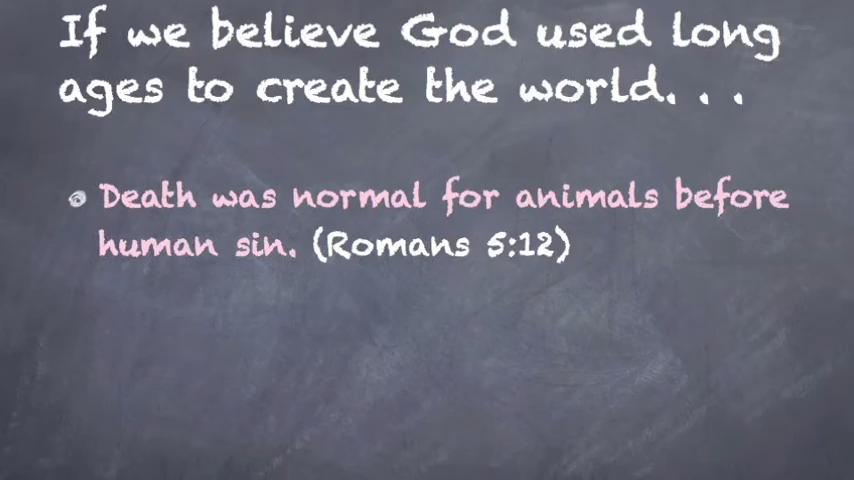 If we believe God used long
ages to create the world. . .
Death was normal for animals before
human sin. (Romans 5:12)